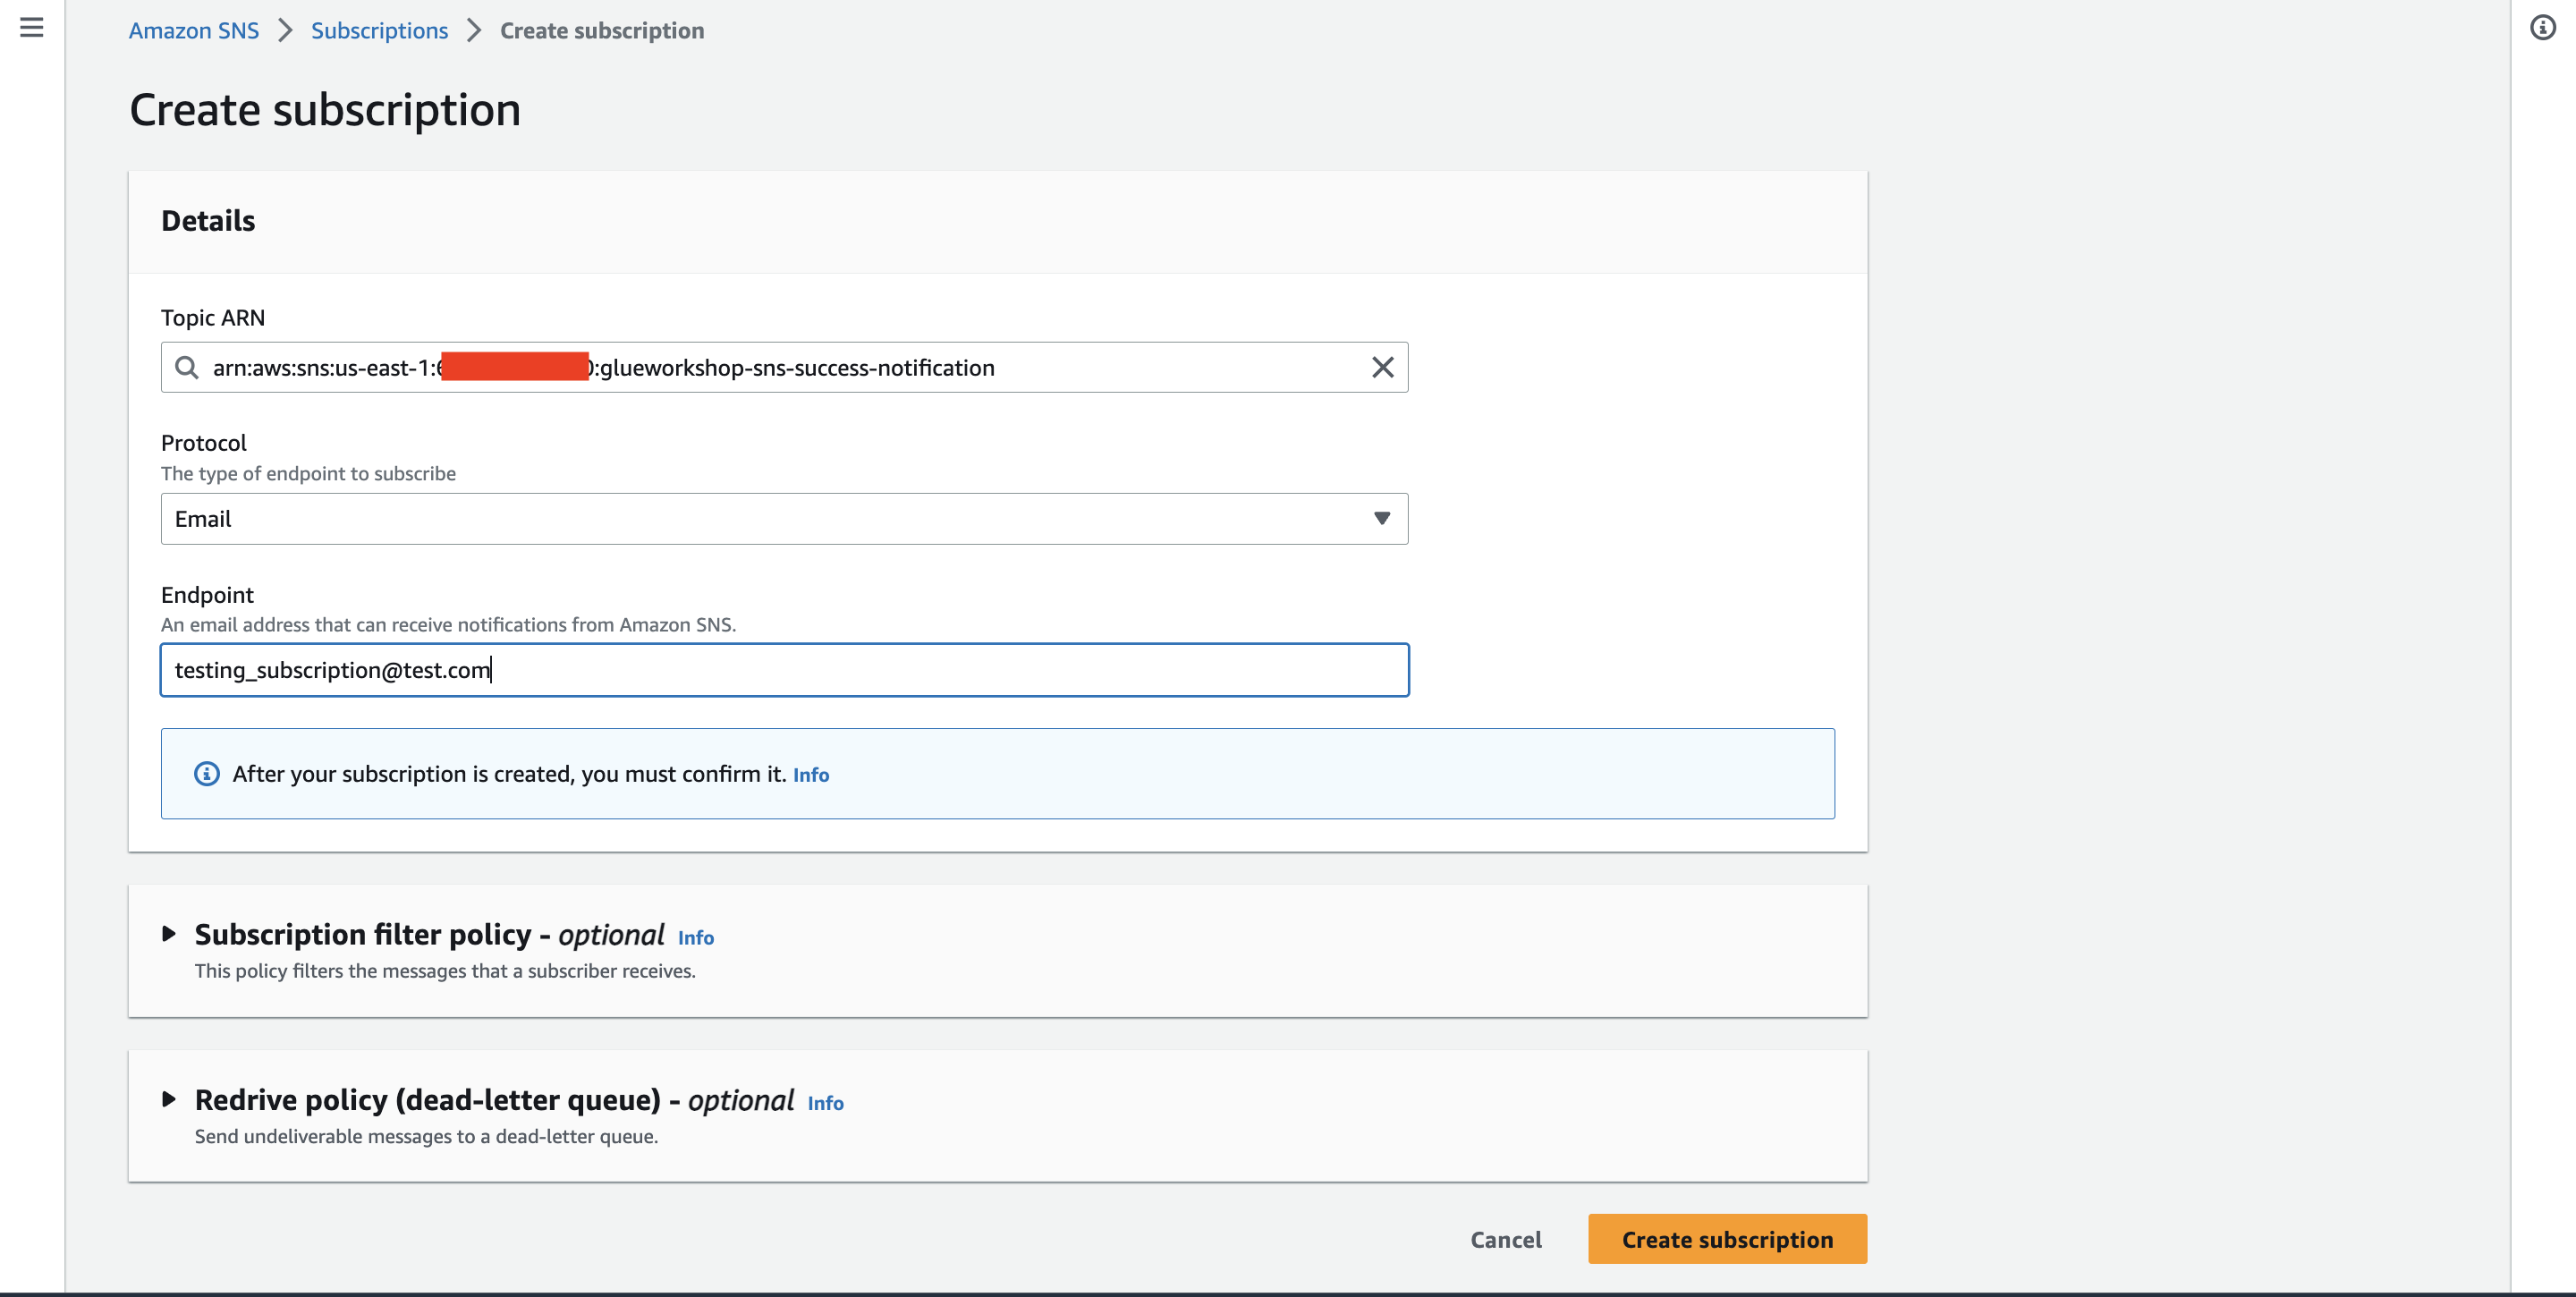 Amazon SNS > Subscriptions > Create subscription
Create subscription
Details
Topic ARN
arn:aws:sns:us-east-1: :glueworkshop-sns-success-notification
Protocol
The type of endpoint to subscribe
Email
Endpoint
An email address that can receive notifications from Amazon SNS.
testing_subscription@test.com
After your subscription is created, you must confirm it. Info
Subscription filter policy - optional Info
This policy filters the messages that a subscriber receives.
Redrive policy (dead-letter queue) - optional Info
Send undeliverable messages to a dead-letter queue.
Cancel
Create subscription